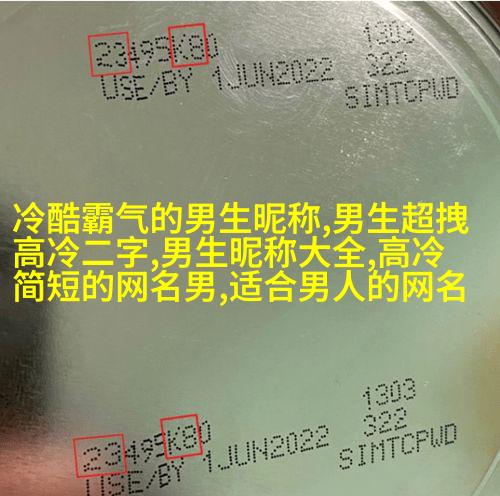 23495K80 1303
USE/BY 1JUN2022 322
SIMTCPWD
冷酷霸气的男生昵称,男生超拽
高冷二字,男生昵称大全,高冷
简短的网名男,适合男人的网名
23495K80 1303
USE/BY 1JUN2022 322
SIMTCPWD